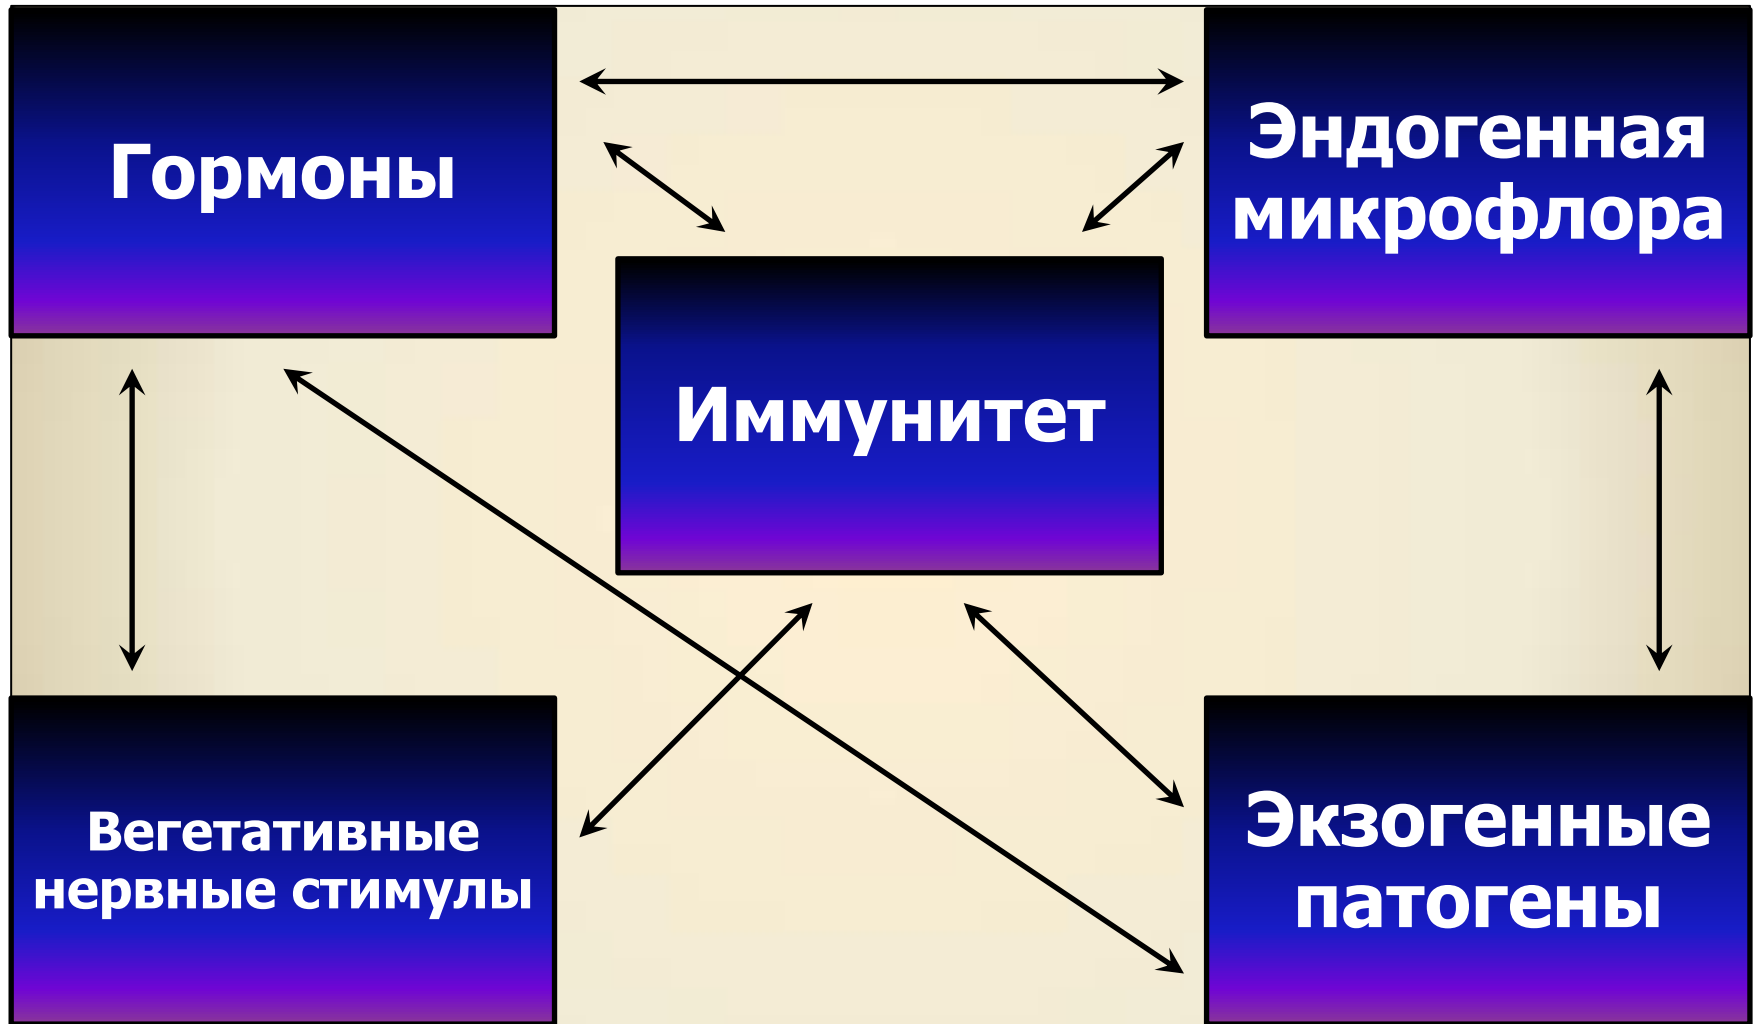 Гормоны
Эндогенная
микрофлора
Иммунитет
Вегетативные
нервные стимулы
Экзогенные
патогены